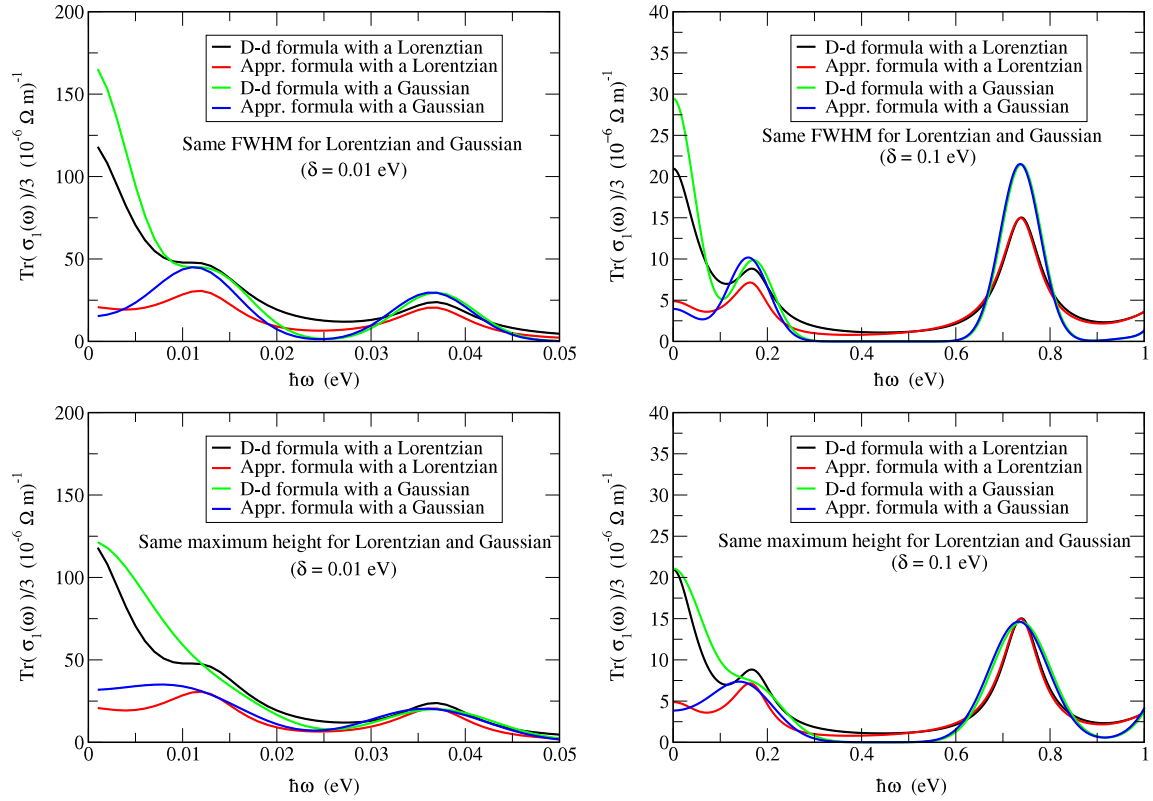 200
150
100
50
0
Tr( σ₁(ω) )/3 (10⁻⁶ Ω m)⁻¹
D-d formula with a Lorenztian
Appr. formula with a Lorentzian
D-d formula with a Gaussian
Appr. formula with a Gaussian
Same FWHM for Lorentzian and Gaussian
(δ = 0.01 eV)
0 0.01 0.02 0.03 0.04 0.05
ħω (eV)
40
35
30
25
20
15
10
5
0
Tr( σ₁(ω) )/3 (10⁻⁶ Ω m)⁻¹
D-d formula with a Lorenztian
Appr. formula with a Lorentzian
D-d formula with a Gaussian
Appr. formula with a Gaussian
Same FWHM for Lorentzian and Gaussian
(δ = 0.1 eV)
0 0.2 0.4 0.6 0.8 1
ħω (eV)
200
150
100
50
0
Tr( σ₁(ω) )/3 (10⁻⁶ Ω m)⁻¹
D-d formula with a Lorentzian
Appr. formula with a Lorentzian
D-d formula with a Gaussian
Appr. formula with a Gaussian
Same maximum height for Lorentzian and Gaussian
(δ = 0.01 eV)
0 0.01 0.02 0.03 0.04 0.05
ħω (eV)
40
35
30
25
20
15
10
5
0
Tr( σ₁(ω) )/3 (10⁻⁶ Ω m)⁻¹
D-d formula with a Lorentzian
Appr. formula with a Lorentzian
D-d formula with a Gaussian
Appr. formula with a Gaussian
Same maximum height for Lorentzian and Gaussian
(δ = 0.1 eV)
0 0.2 0.4 0.6 0.8 1
ħω (eV)